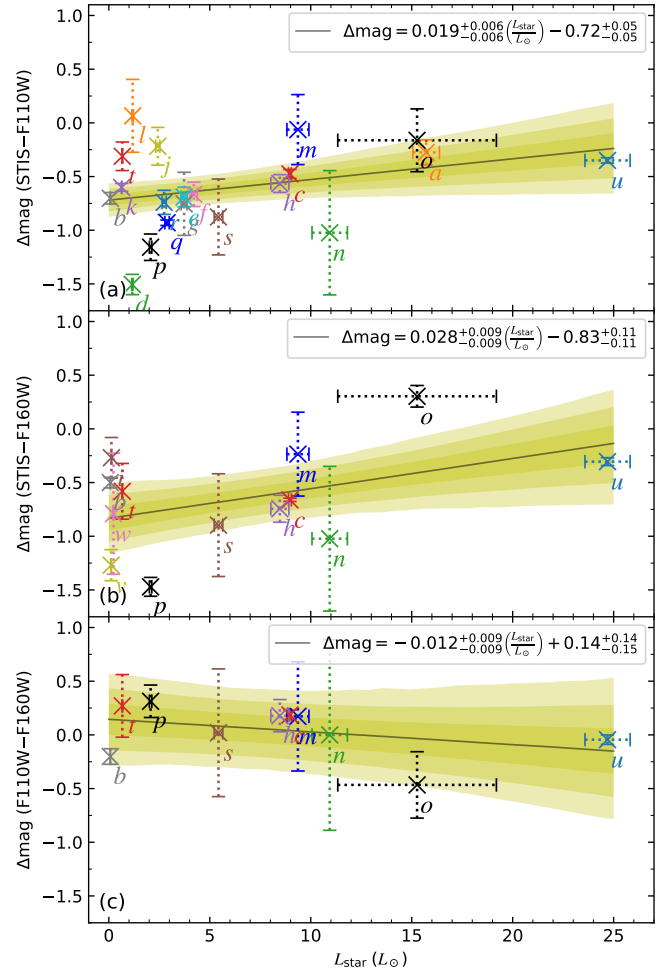 Δmag = 0.019 +0.006 −0.006 (Lstar/L⊙) − 0.72 +0.05 −0.05
1.0
0.5
0.0
−0.5
−1.0
−1.5
Δmag (STIS−F110W)
l
j
t
m
o
a
u
b
k
h
c
r
e
g
f
q
s
n
p
d
(a)
Δmag = 0.028 +0.009 −0.009 (Lstar/L⊙) − 0.83 +0.11 −0.11
1.0
0.5
0.0
−0.5
−1.0
−1.5
Δmag (STIS−F160W)
o
m
u
b
t
w
h
c
s
n
p
(b)
Δmag = −0.012 +0.009 −0.009 (Lstar/L⊙) + 0.14 +0.14 −0.15
1.0
0.5
0.0
−0.5
−1.0
−1.5
Δmag (F110W−F160W)
t
p
h
c
m
s
n
b
u
o
(c)
0 5 10 15 20 25
Lstar (L⊙)